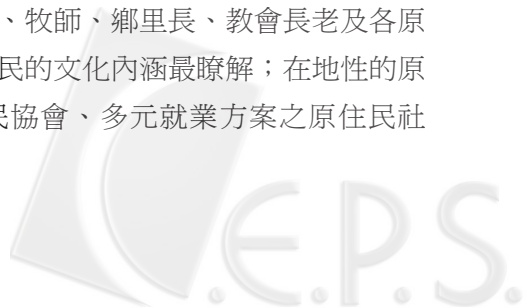 、牧師、鄉里長、教會長老及各原
民的文化內涵最瞭解；在地性的原
民協會、多元就業方案之原住民社
C.E.P.S.